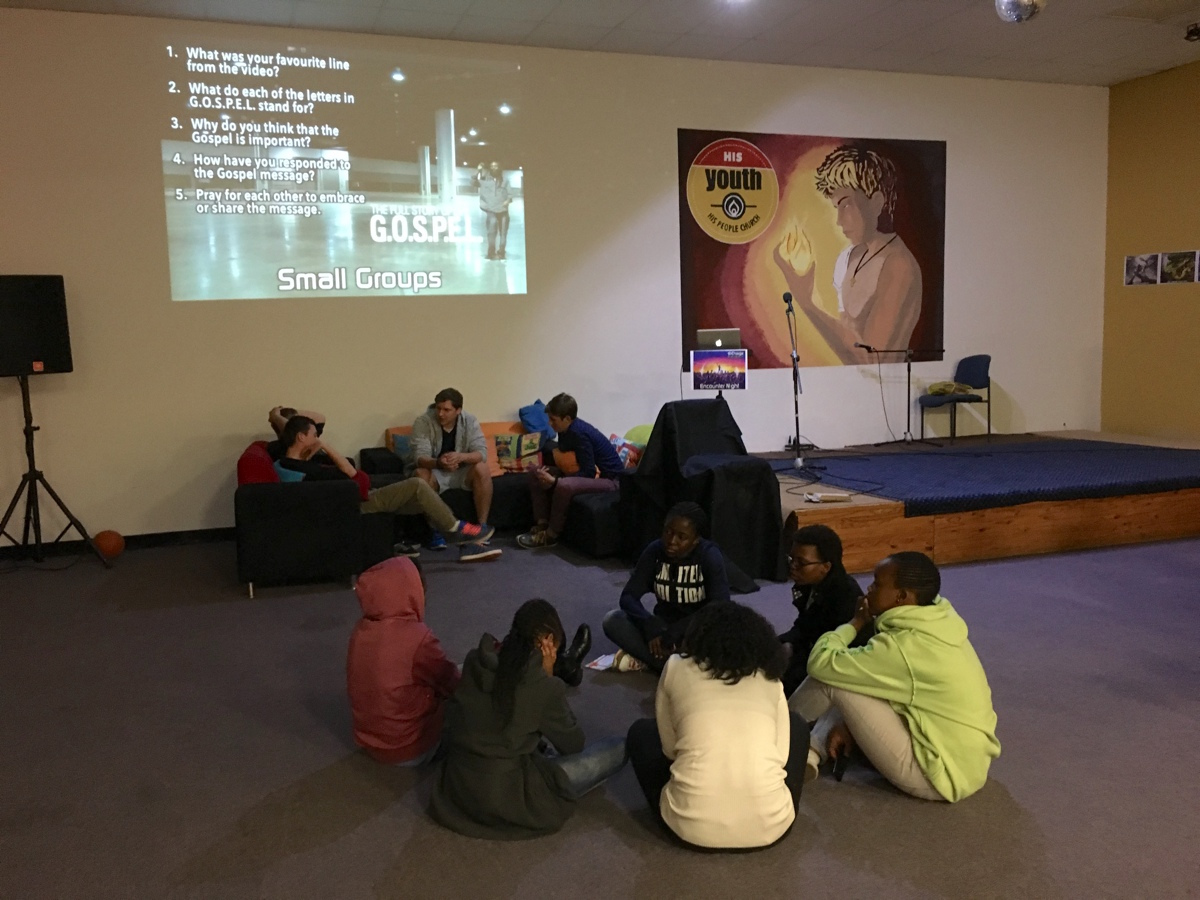 1. What was your favourite line
from the video?
2. What do each of the letters in
G.O.S.P.E.L. stand for?
3. Why do you think that the
Gospel is important?
4. How have you responded to
the Gospel message?
5. Pray for each other to embrace
or share the message.
THE FULL STORY OF
G.O.S.P.E.L.
Small Groups
HIS
youth
HIS PEOPLE CHURCH
Encounter Night